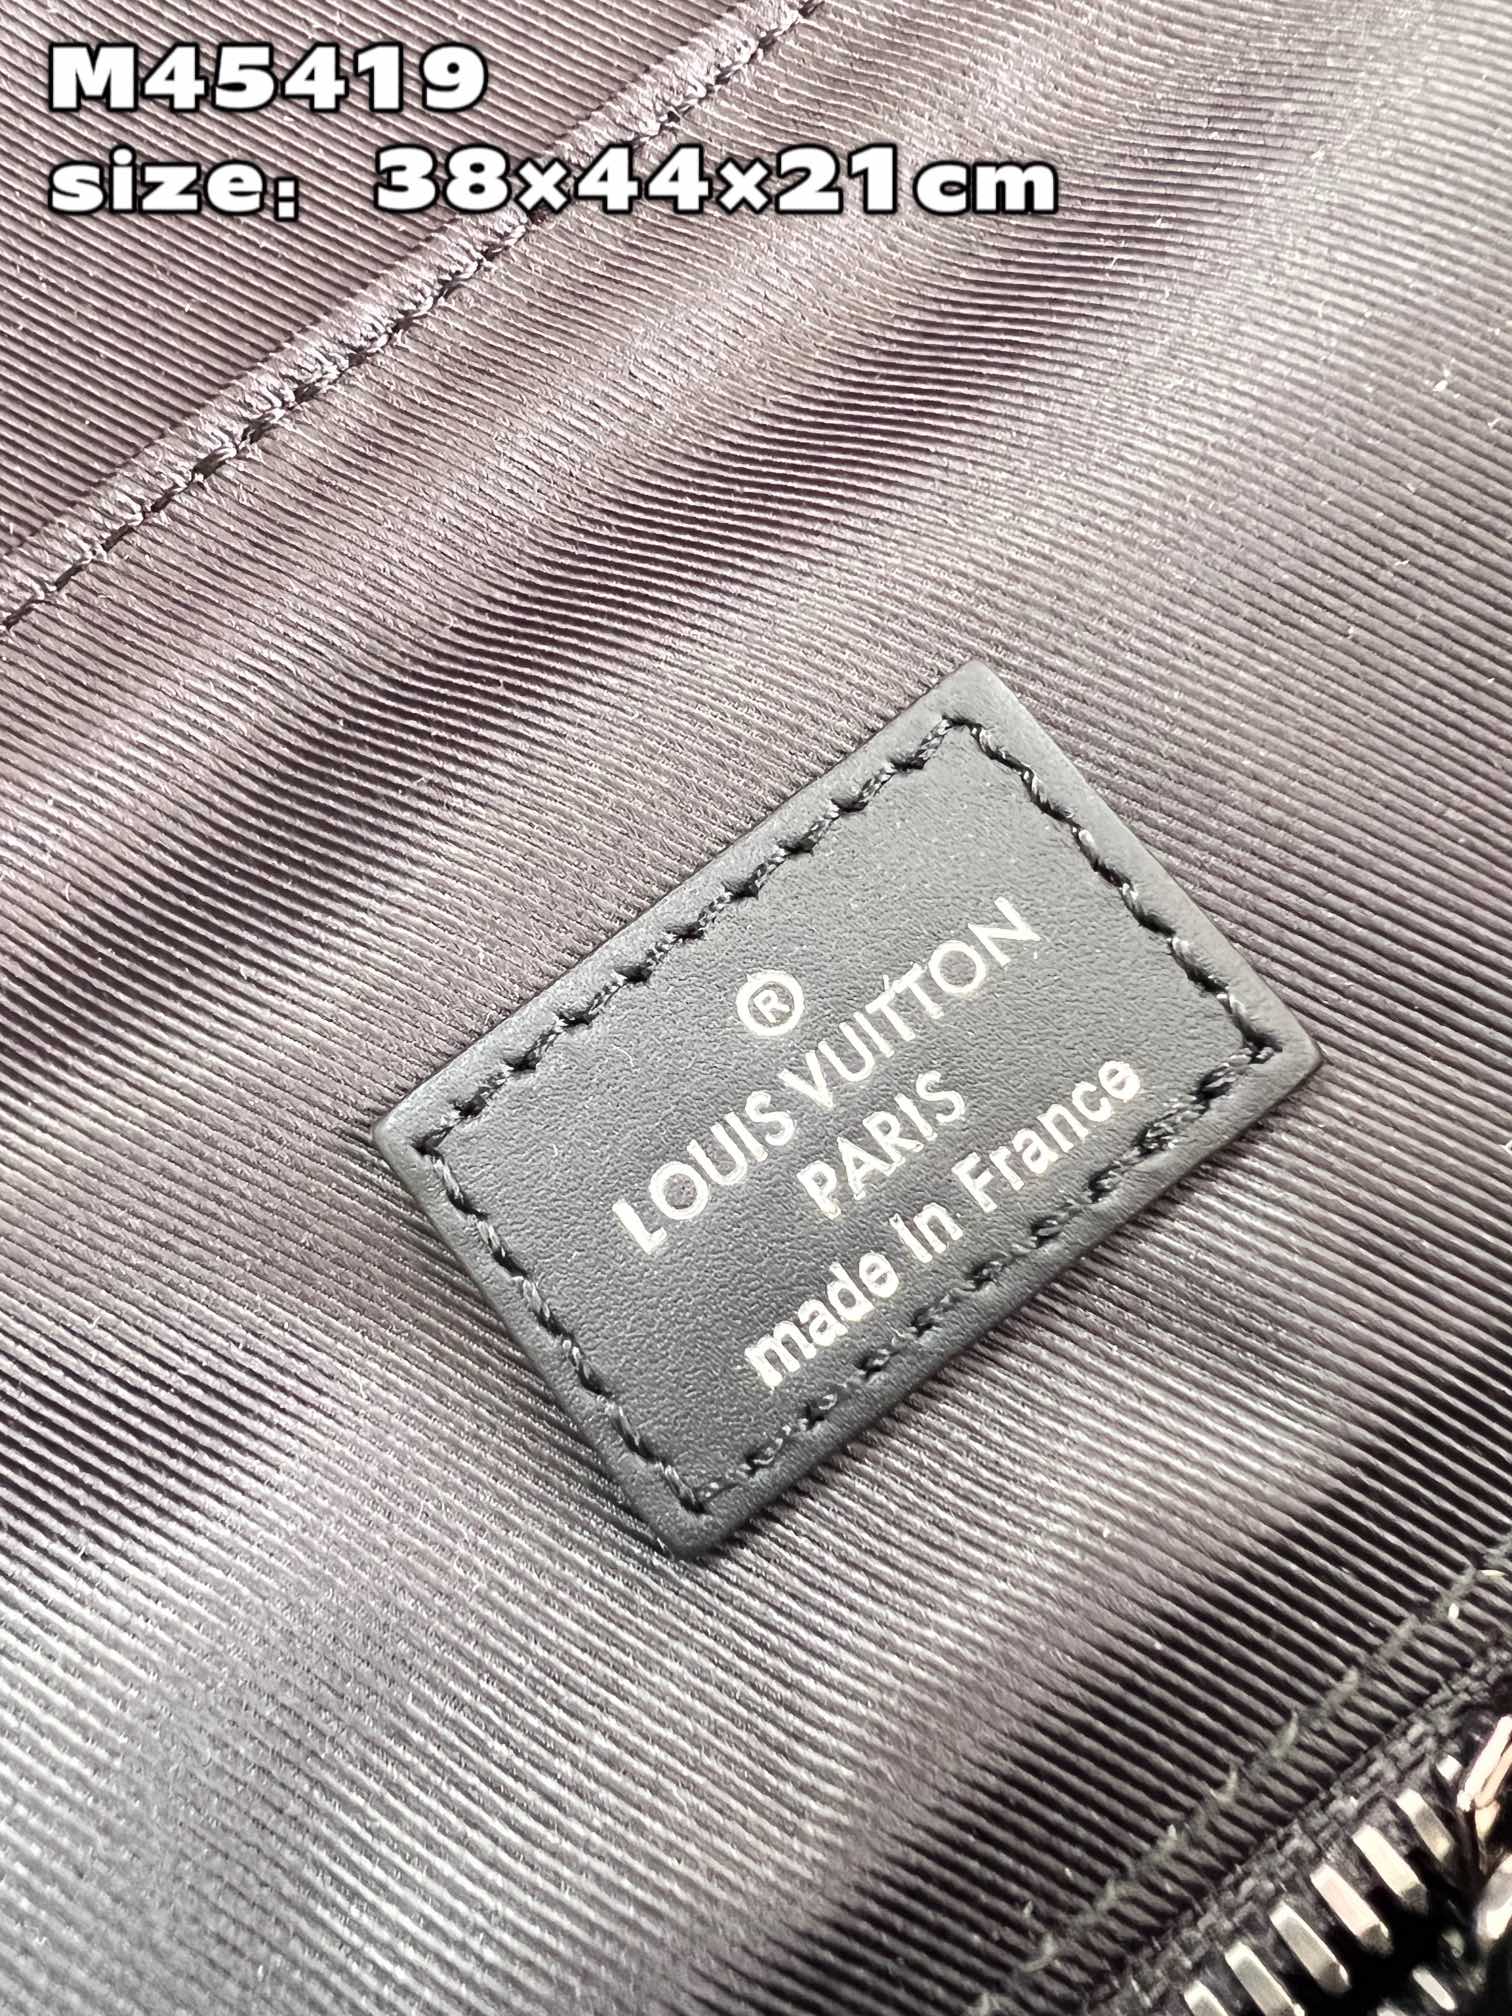 M45419
size: 38×44×21cm
®
LOUIS VUITTON
PARIS
made in France